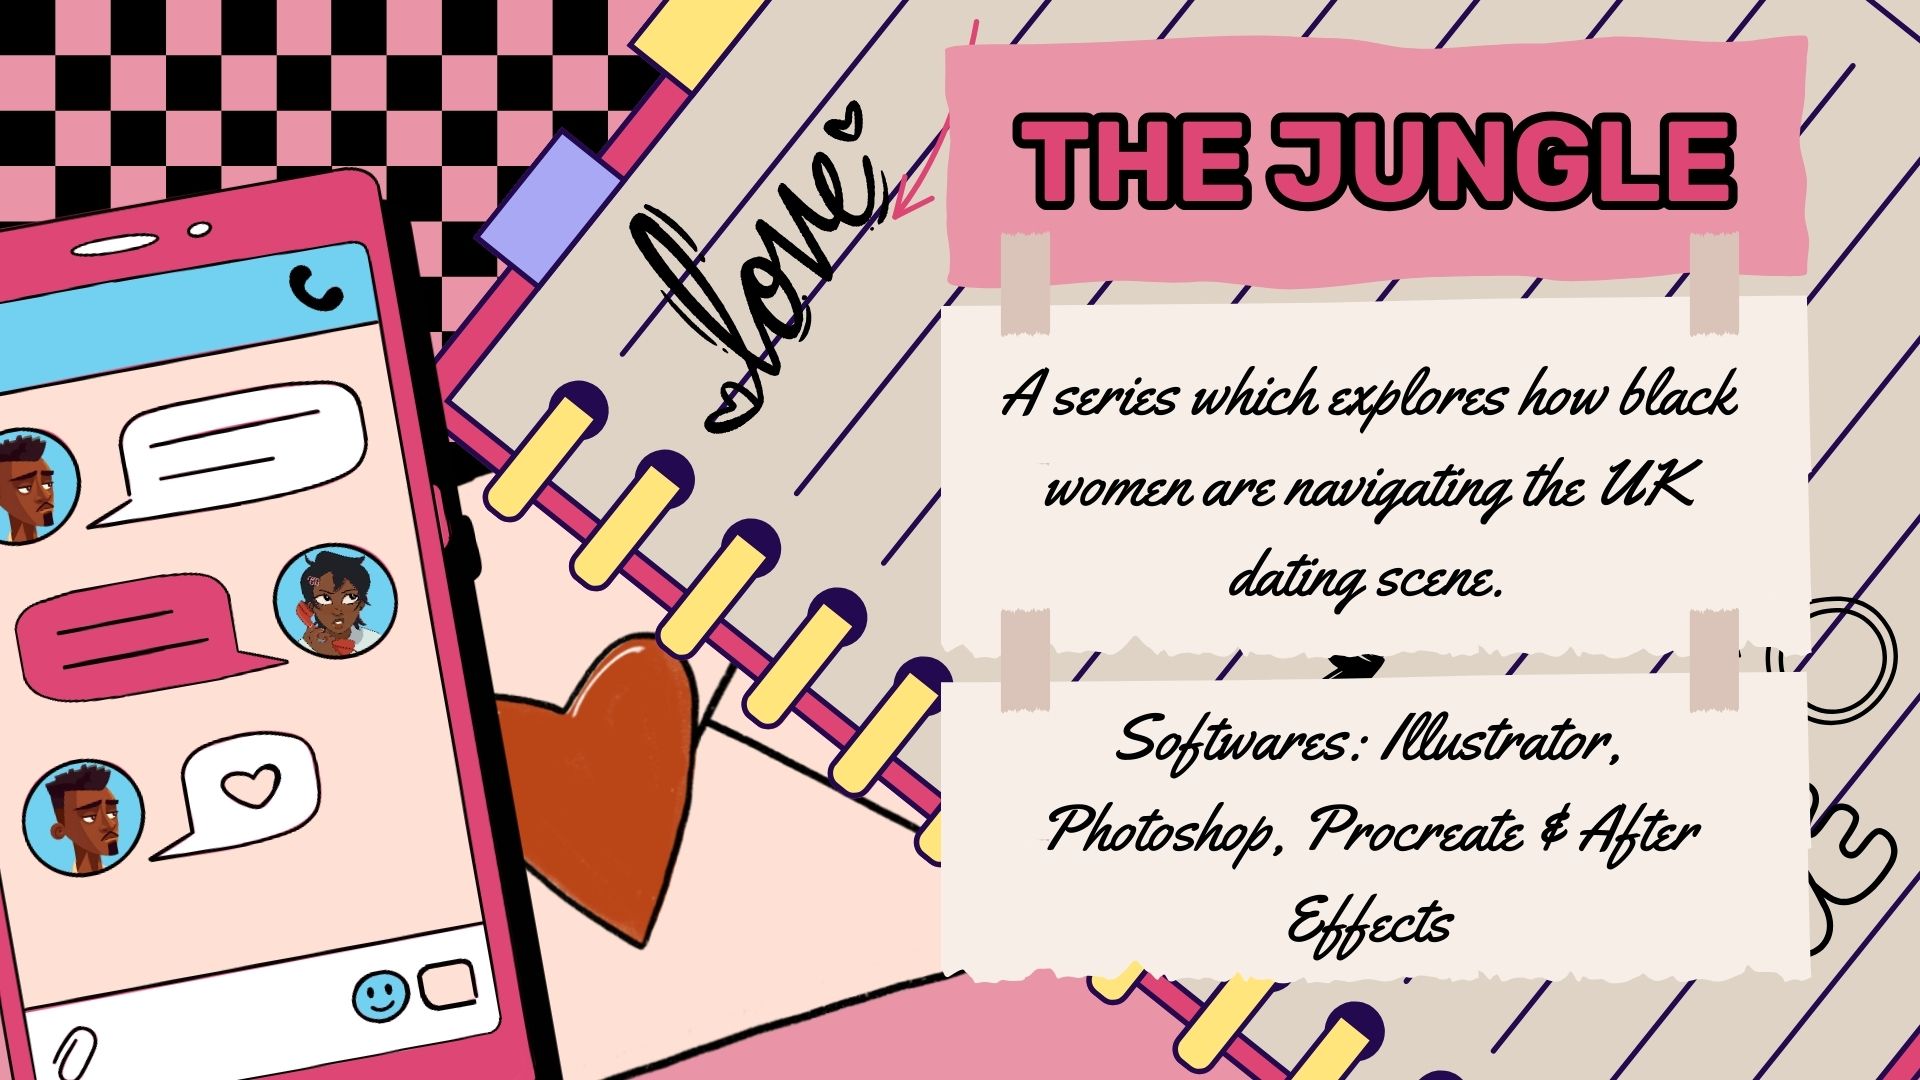 love
THE JUNGLE
A series which explores how black
women are navigating the UK
dating scene.
Softwares: Illustrator,
Photoshop, Procreate & After
Effects